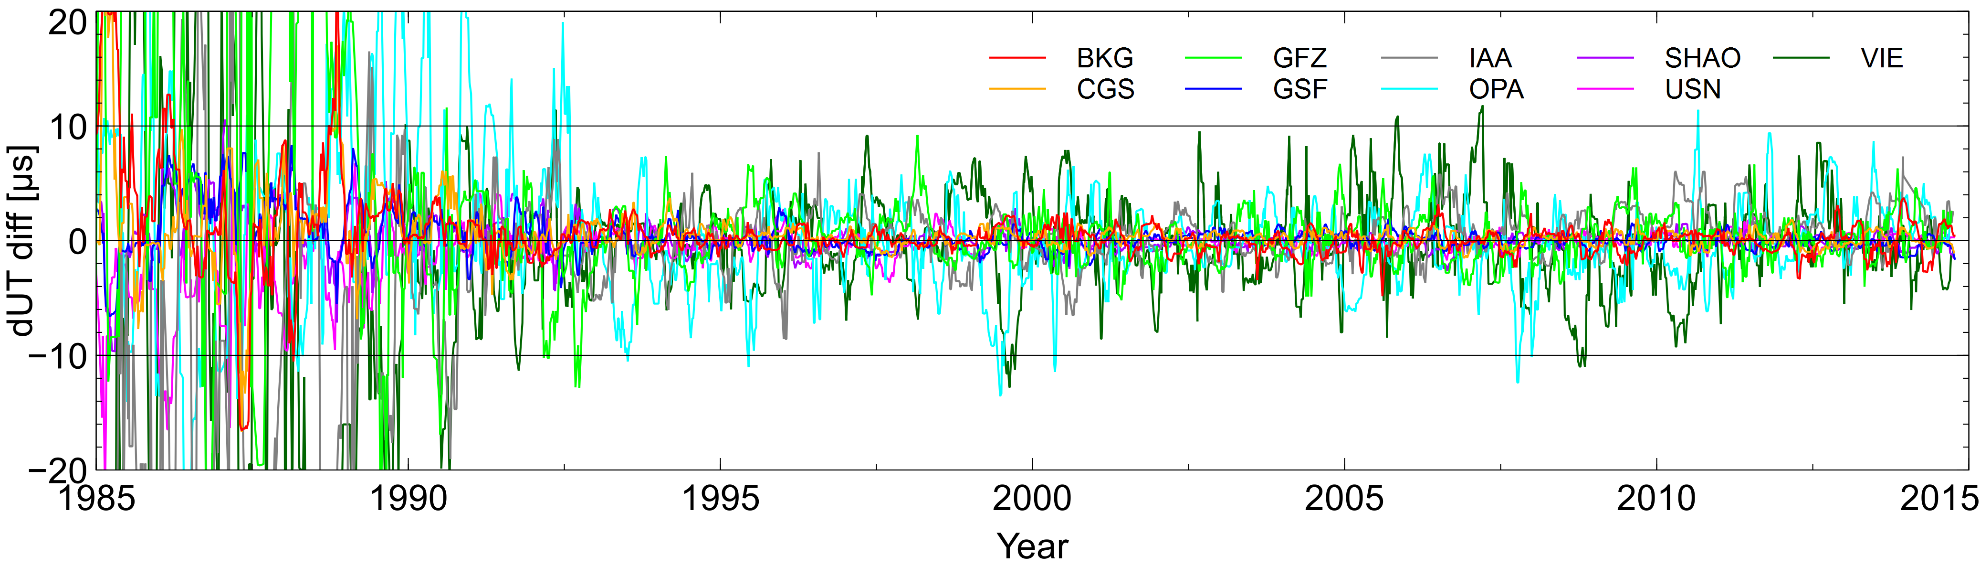 20
10
0
−10
−20
dUT diff [µs]
BKG GFZ IAA SHAO VIE
CGS GSF OPA USN
1985 1990 1995 2000 2005 2010 2015
Year